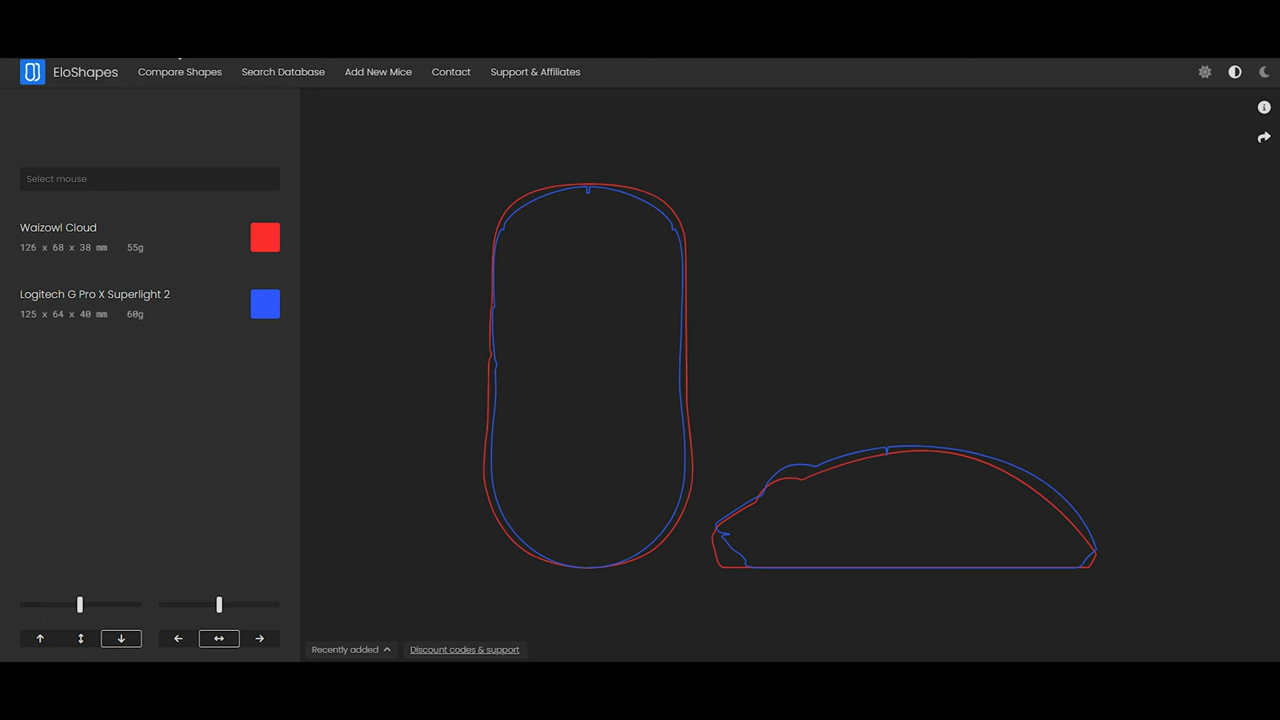 EloShapes Compare Shapes Search Database Add New Mice Contact Support & Affiliates
Select mouse
Waizowl Cloud
126 x 68 x 38 mm 55g
Logitech G Pro X Superlight 2
125 x 64 x 40 mm 60g
Recently added Discount codes & support